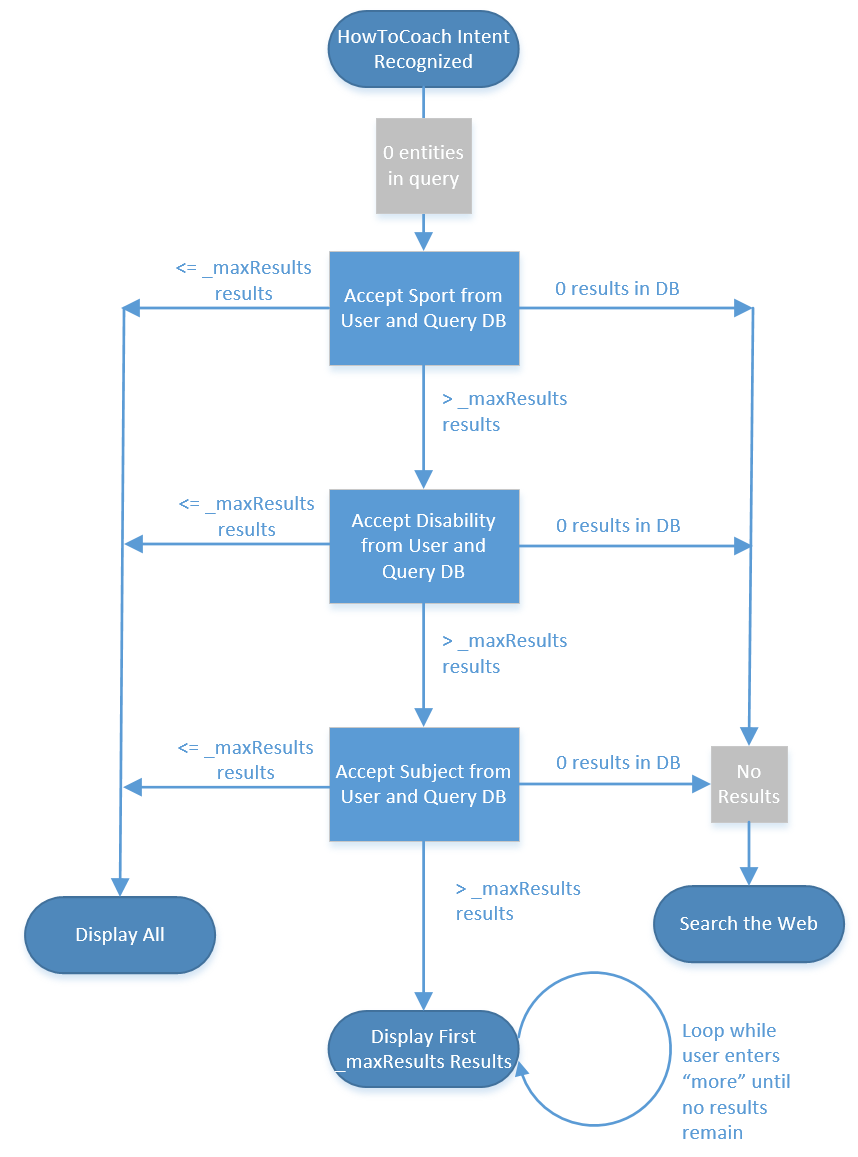 HowToCoach Intent
Recognized
0 entities
in query
<= _maxResults
results
Accept Sport from
User and Query DB
0 results in DB
> _maxResults
results
<= _maxResults
results
Accept Disability
from User and
Query DB
0 results in DB
> _maxResults
results
<= _maxResults
results
Accept Subject from
User and Query DB
0 results in DB
No
Results
> _maxResults
results
Display All
Search the Web
Display First
_maxResults Results
Loop while
user enters
“more” until
no results
remain